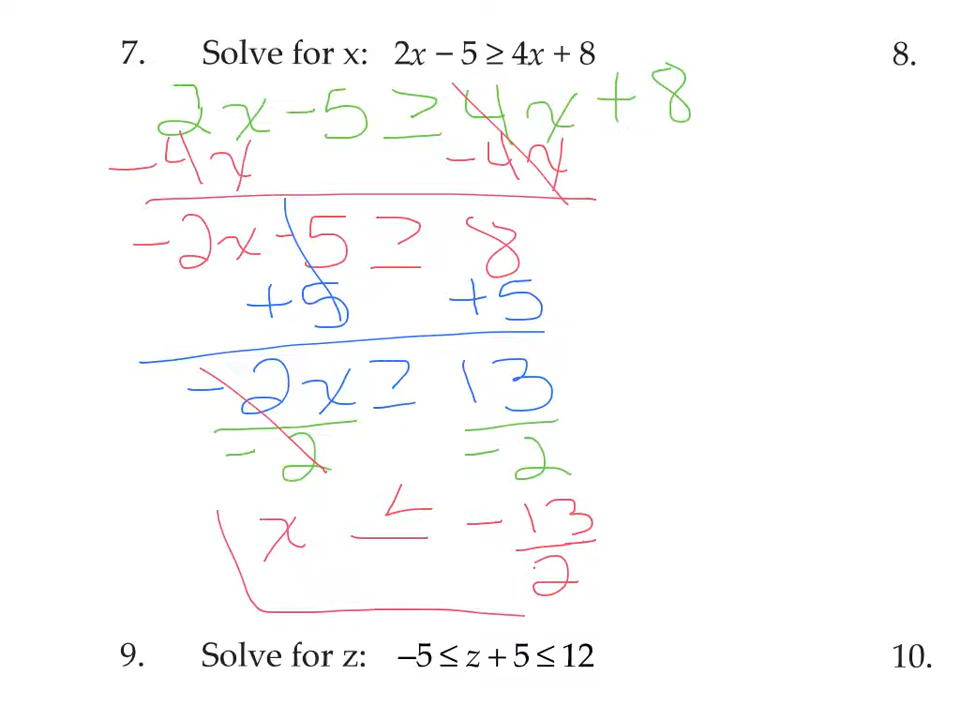 7. Solve for x: 2x − 5 ≥ 4x + 8 8.
2x − 5 ≥ 4x + 8
−4x −4x
−2x − 5 ≥ 8
+5 +5
−2x ≥ 13
−2 −2
x ≤ −13
2
9. Solve for z: −5 ≤ z + 5 ≤ 12 10.